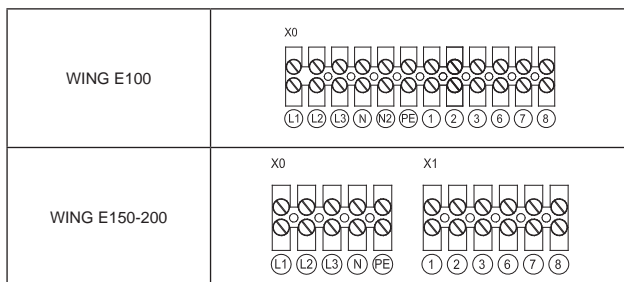 WING E100
X0
L1 L2 L3 N N2 PE 1 2 3 6 7 8
WING E150-200
X0 X1
L1 L2 L3 N PE 1 2 3 6 7 8